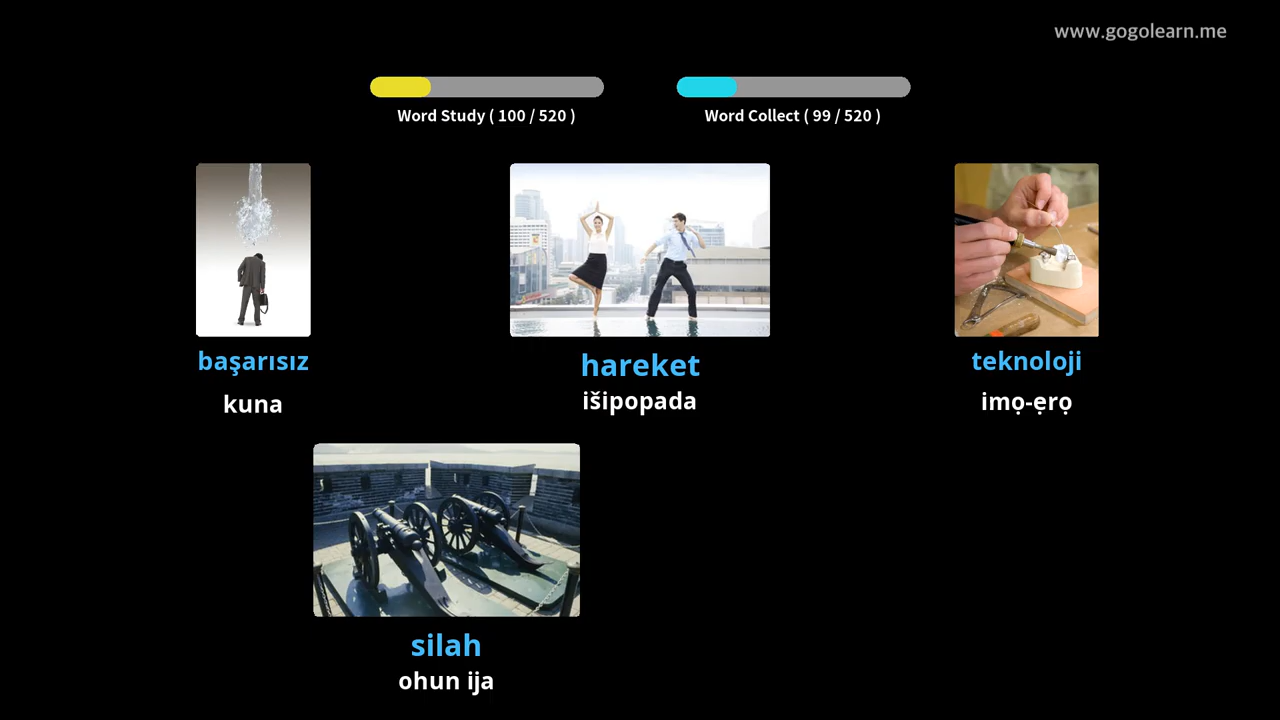 www.gogolearn.me
Word Study ( 100 / 520 )
Word Collect ( 99 / 520 )
başarısız
kuna
hareket
išipopada
teknoloji
imọ-ẹrọ
silah
ohun ija